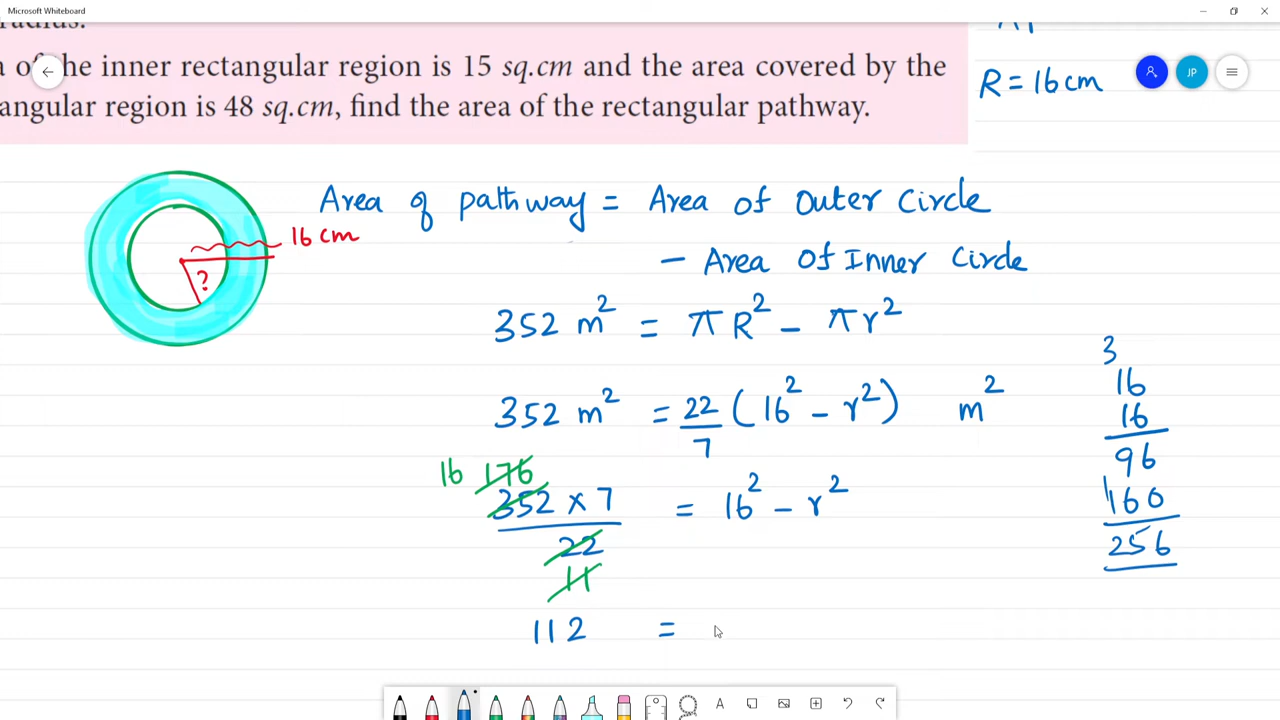 Microsoft Whiteboard
radius.
a of the inner rectangular region is 15 sq.cm and the area covered by the
angular region is 48 sq.cm, find the area of the rectangular pathway.
R = 16 cm
JP
Area of pathway = Area of Outer Circle
16 cm
- Area Of Inner Circle
?
352 m² = πR² - πr²
3
16
16
96
1
160
256
352 m² = 22/7 (16² - r²) m²
16 176
352 x 7 = 16² - r²
22
11
112 =
A